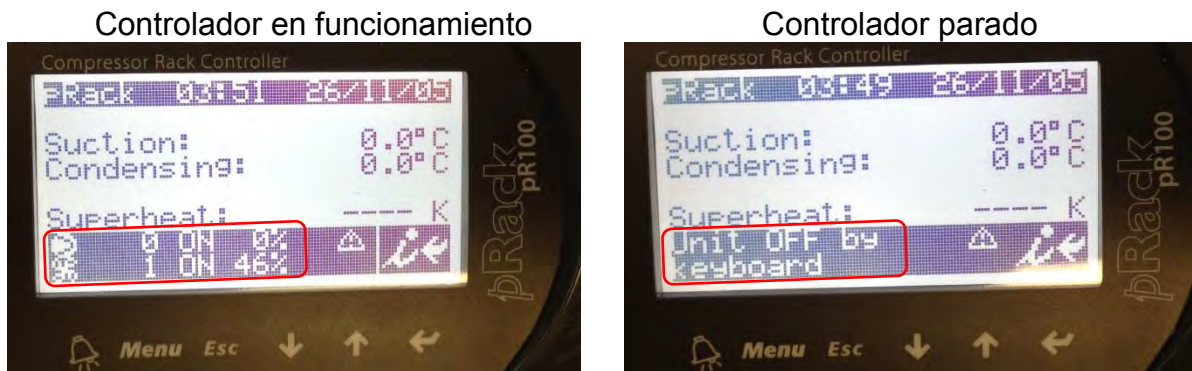 Controlador en funcionamiento
Compressor Rack Controller
Rack 03:51 26/11/05
Suction: 0.0°C
Condensing: 0.0°C
Superheat: ---- K
0 ON 0%
1 ON 46%
Menu Esc
pRack
pR100
Controlador parado
Compressor Rack Controller
Rack 03:49 26/11/05
Suction: 0.0°C
Condensing: 0.0°C
Superheat: ---- K
Unit OFF by
keyboard
Menu Esc
pRack
pR100